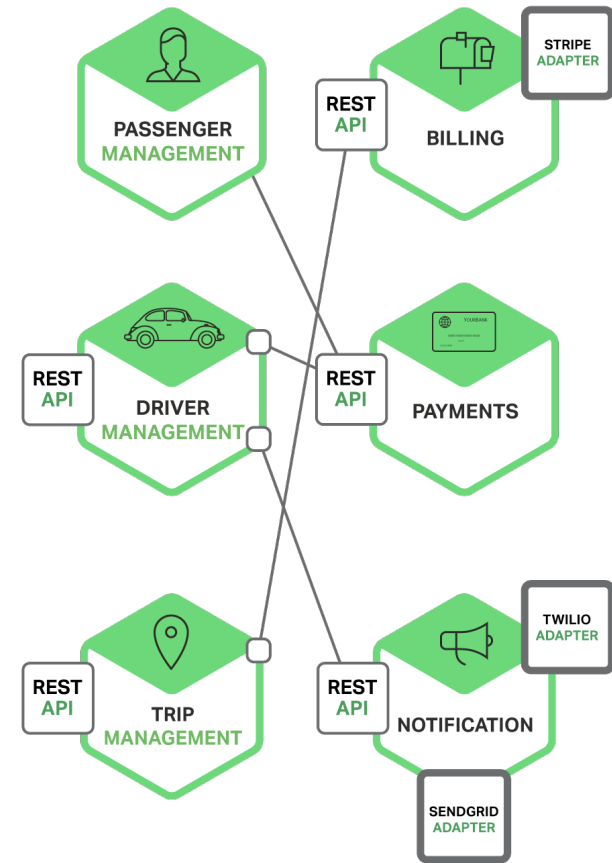 PASSENGER
MANAGEMENT
REST
API
BILLING
STRIPE
ADAPTER
REST
API
DRIVER
MANAGEMENT
REST
API
PAYMENTS
YOURBANK
REST
API
TRIP
MANAGEMENT
REST
API
NOTIFICATION
TWILIO
ADAPTER
SENDGRID
ADAPTER